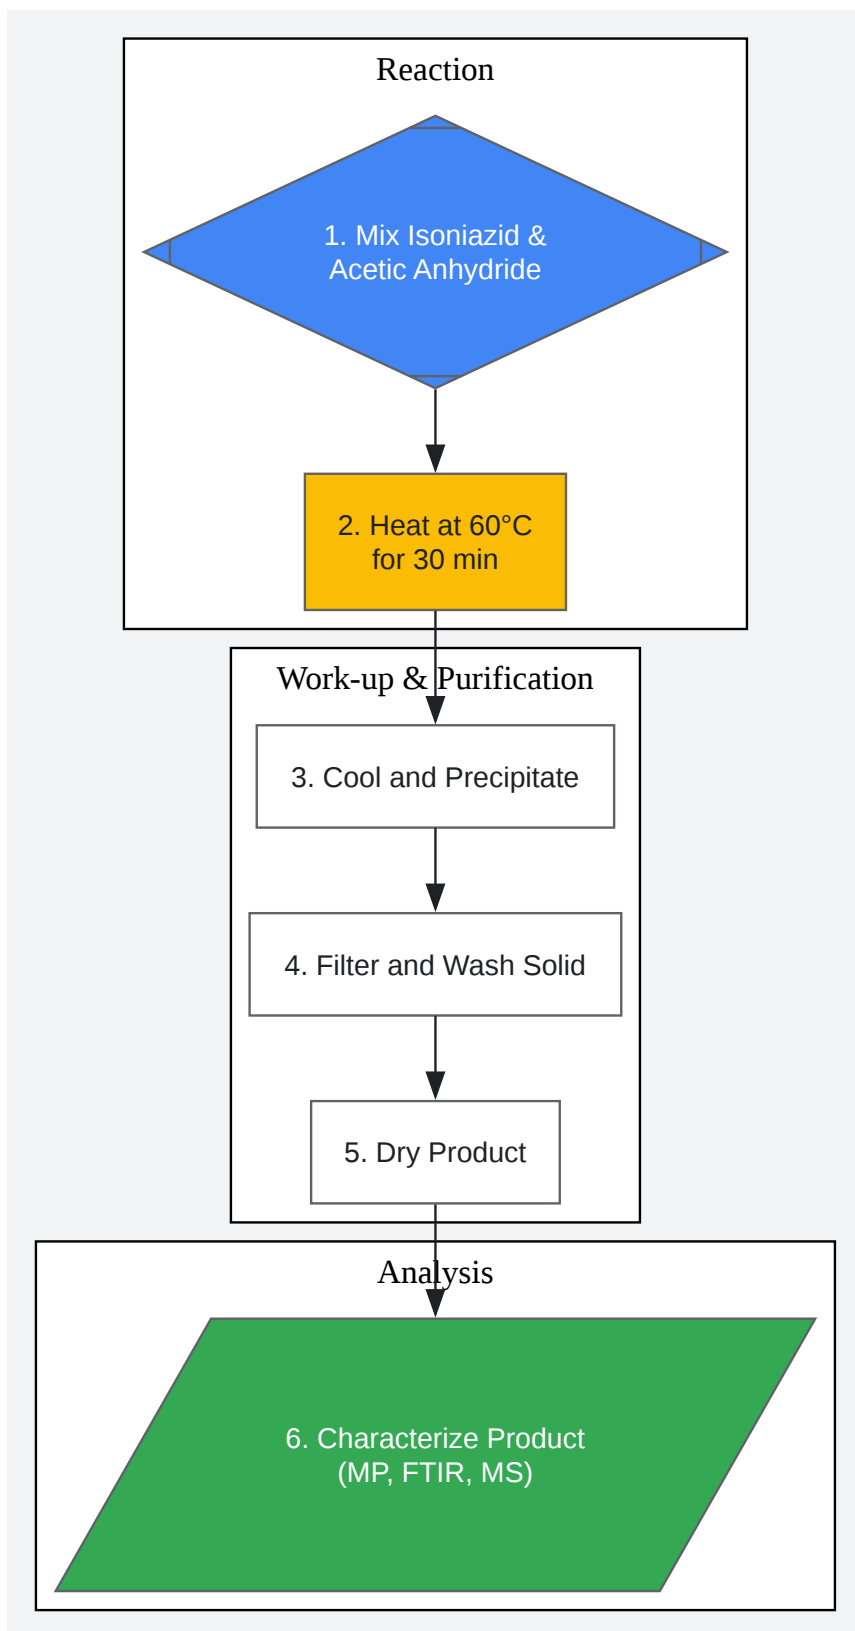 Reaction
1. Mix Isoniazid &
Acetic Anhydride
2. Heat at 60°C
for 30 min
Work-up & Purification
3. Cool and Precipitate
4. Filter and Wash Solid
5. Dry Product
Analysis
6. Characterize Product
(MP, FTIR, MS)